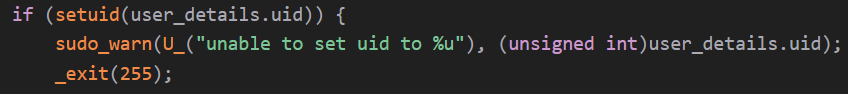 if (setuid(user_details.uid)) {
sudo_warn(U_("unable to set uid to %u"), (unsigned int)user_details.uid);
_exit(255);